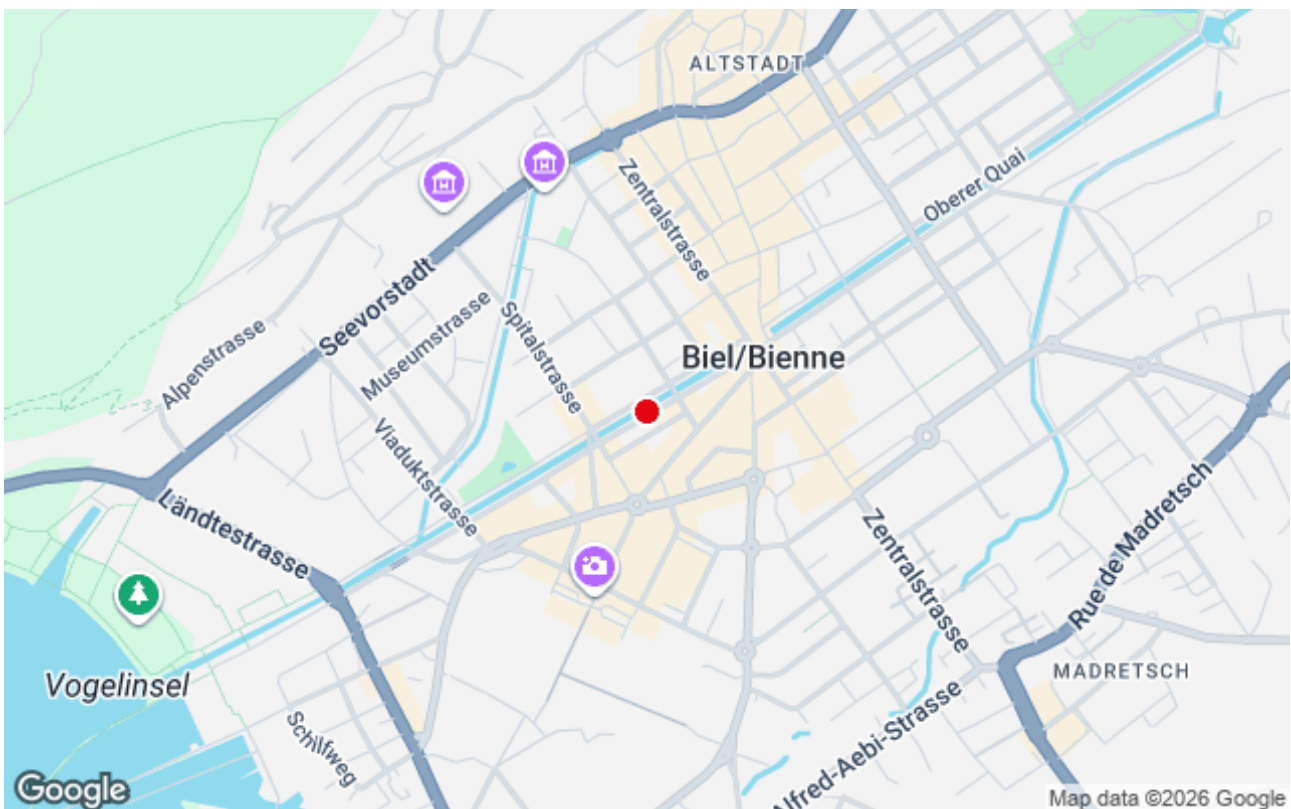 ALTSTADT
Zentralstrasse
Oberer Quai
Seevorstadt
Museumstrasse
Spitalstrasse
Alpenstrasse
Biel/Bienne
Viaduktstrasse
Ländtestrasse
Zentralstrasse
Rue de Madretsch
Vogelinsel
MADRETSCH
Schilfweg
Alfred-Aebi-Strasse
Google
Map data ©2026 Google